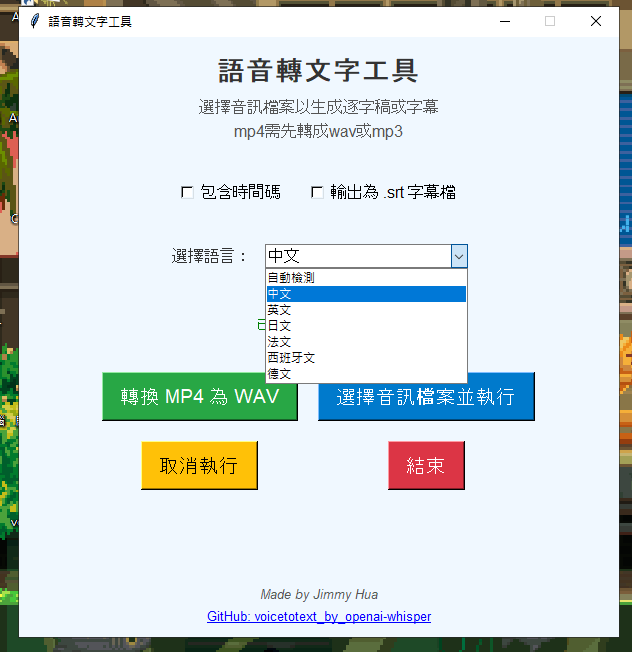 語音轉文字工具
語音轉文字工具
選擇音訊檔案以生成逐字稿或字幕
mp4需先轉成wav或mp3
包含時間碼
輸出為 .srt 字幕檔
選擇語言：
中文
自動檢測
中文
英文
日文
法文
西班牙文
德文
轉換 MP4 為 WAV
選擇音訊檔案並執行
取消執行
結束
Made by Jimmy Hua
GitHub: voicetotext_by_openai-whisper